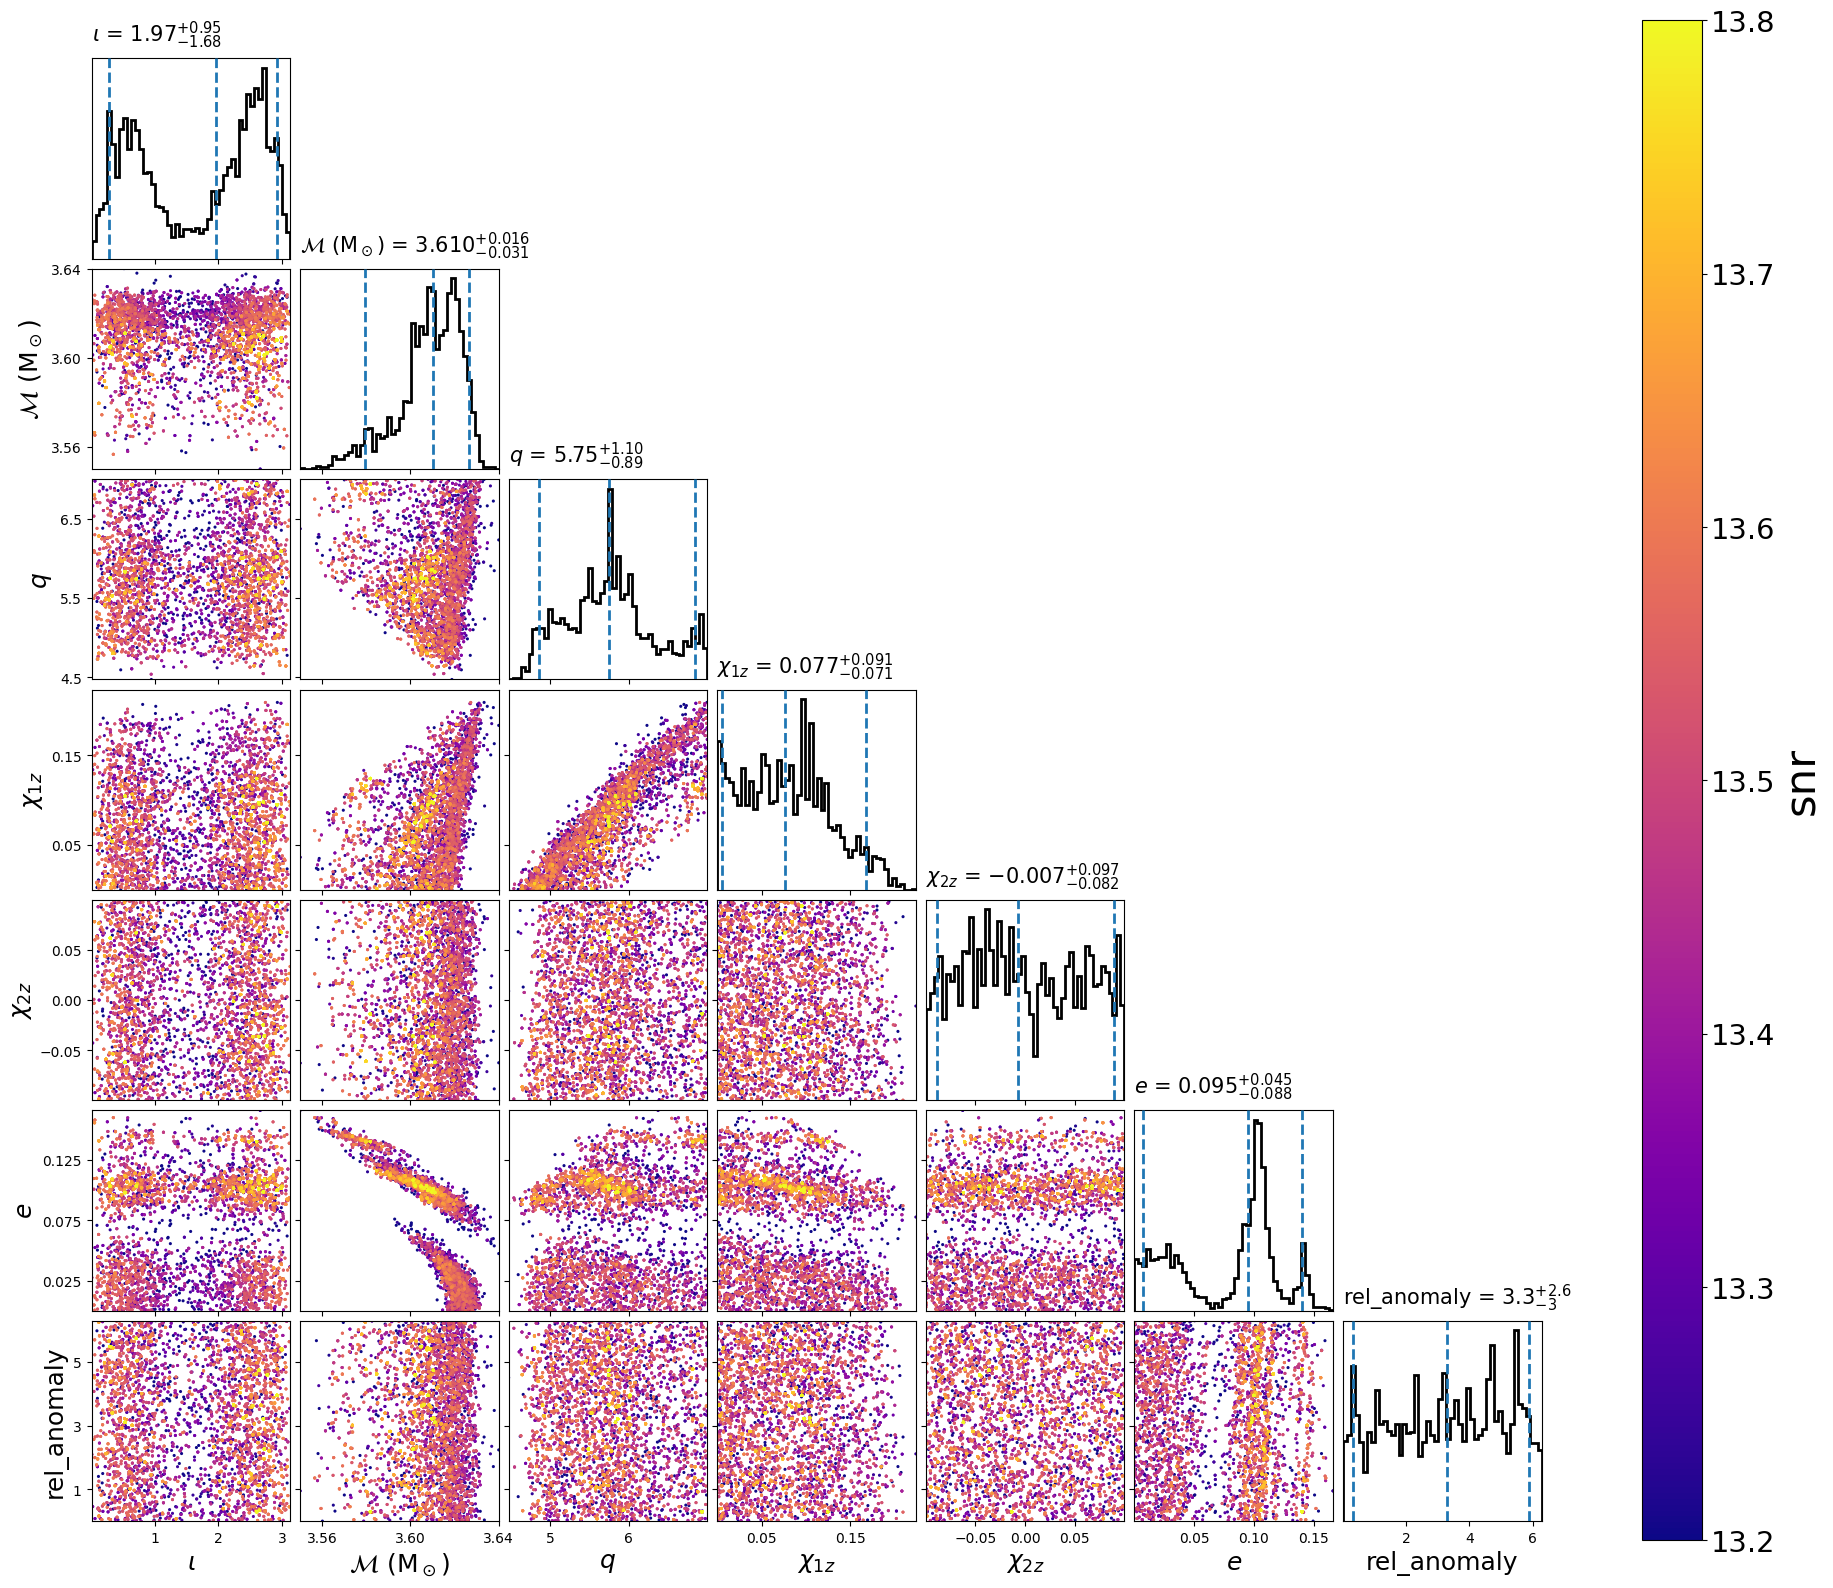 ι = 1.97 +0.95 −1.68
13.8
ℳ (M_⊙) = 3.610 +0.016 −0.031
3.64
3.60
3.56
ℳ (M_⊙)
13.7
q = 5.75 +1.10 −0.89
6.5
5.5
4.5
q
13.6
χ1z = 0.077 +0.091 −0.071
0.15
0.05
χ1z
13.5
snr
χ2z = −0.007 +0.097 −0.082
0.05
0.00
−0.05
χ2z
13.4
e = 0.095 +0.045 −0.088
0.125
0.075
0.025
e
13.3
rel_anomaly = 3.3 +2.6 −3
5
3
1
rel_anomaly
13.2
1 2 3 3.56 3.60 3.64 5 6 0.05 0.15 −0.05 0.00 0.05 0.05 0.10 0.15 2 4 6
ι ℳ (M_⊙) q χ1z χ2z e rel_anomaly